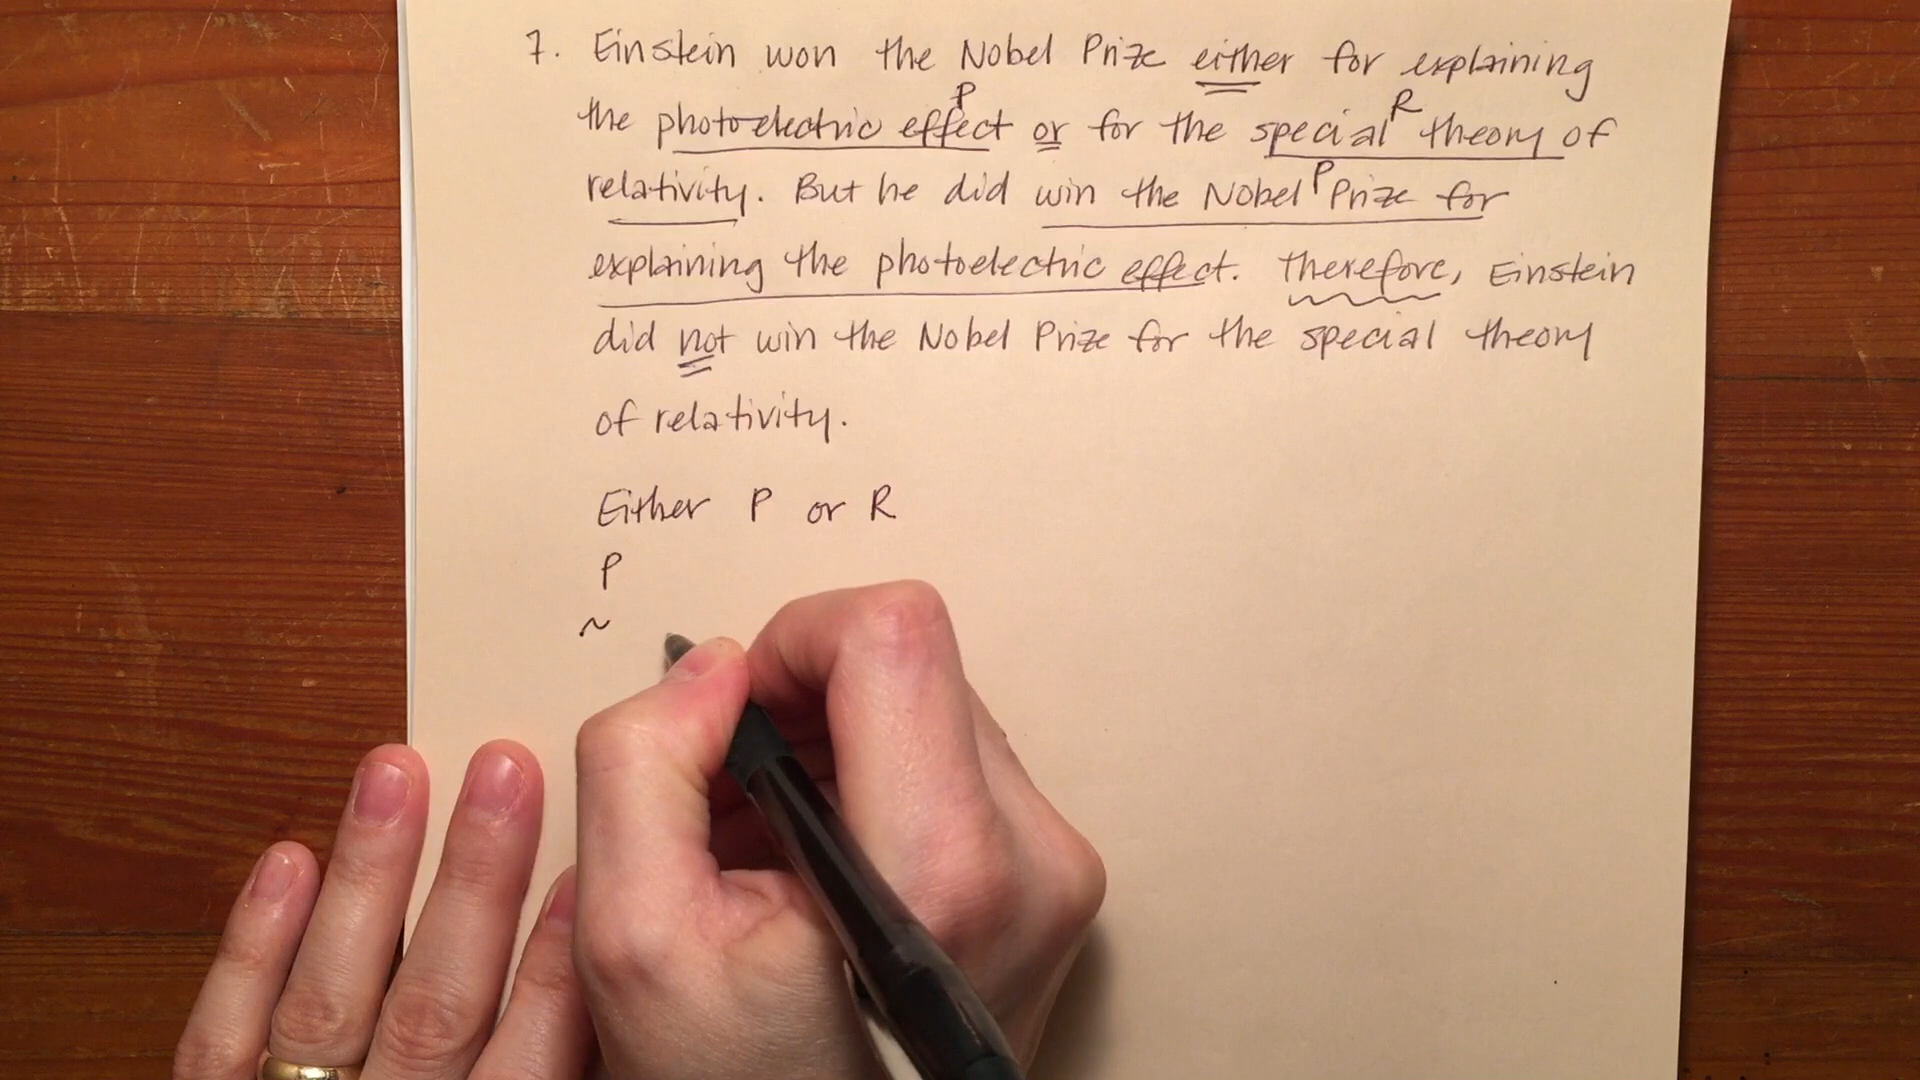 7. Einstein won the Nobel Prize either for explaining
P
R
the photoelectric effect or for the special theory of
P
relativity. But he did win the Nobel Prize for
explaining the photoelectric effect. Therefore, Einstein
did not win the Nobel Prize for the special theory
of relativity.
Either P or R
P
~